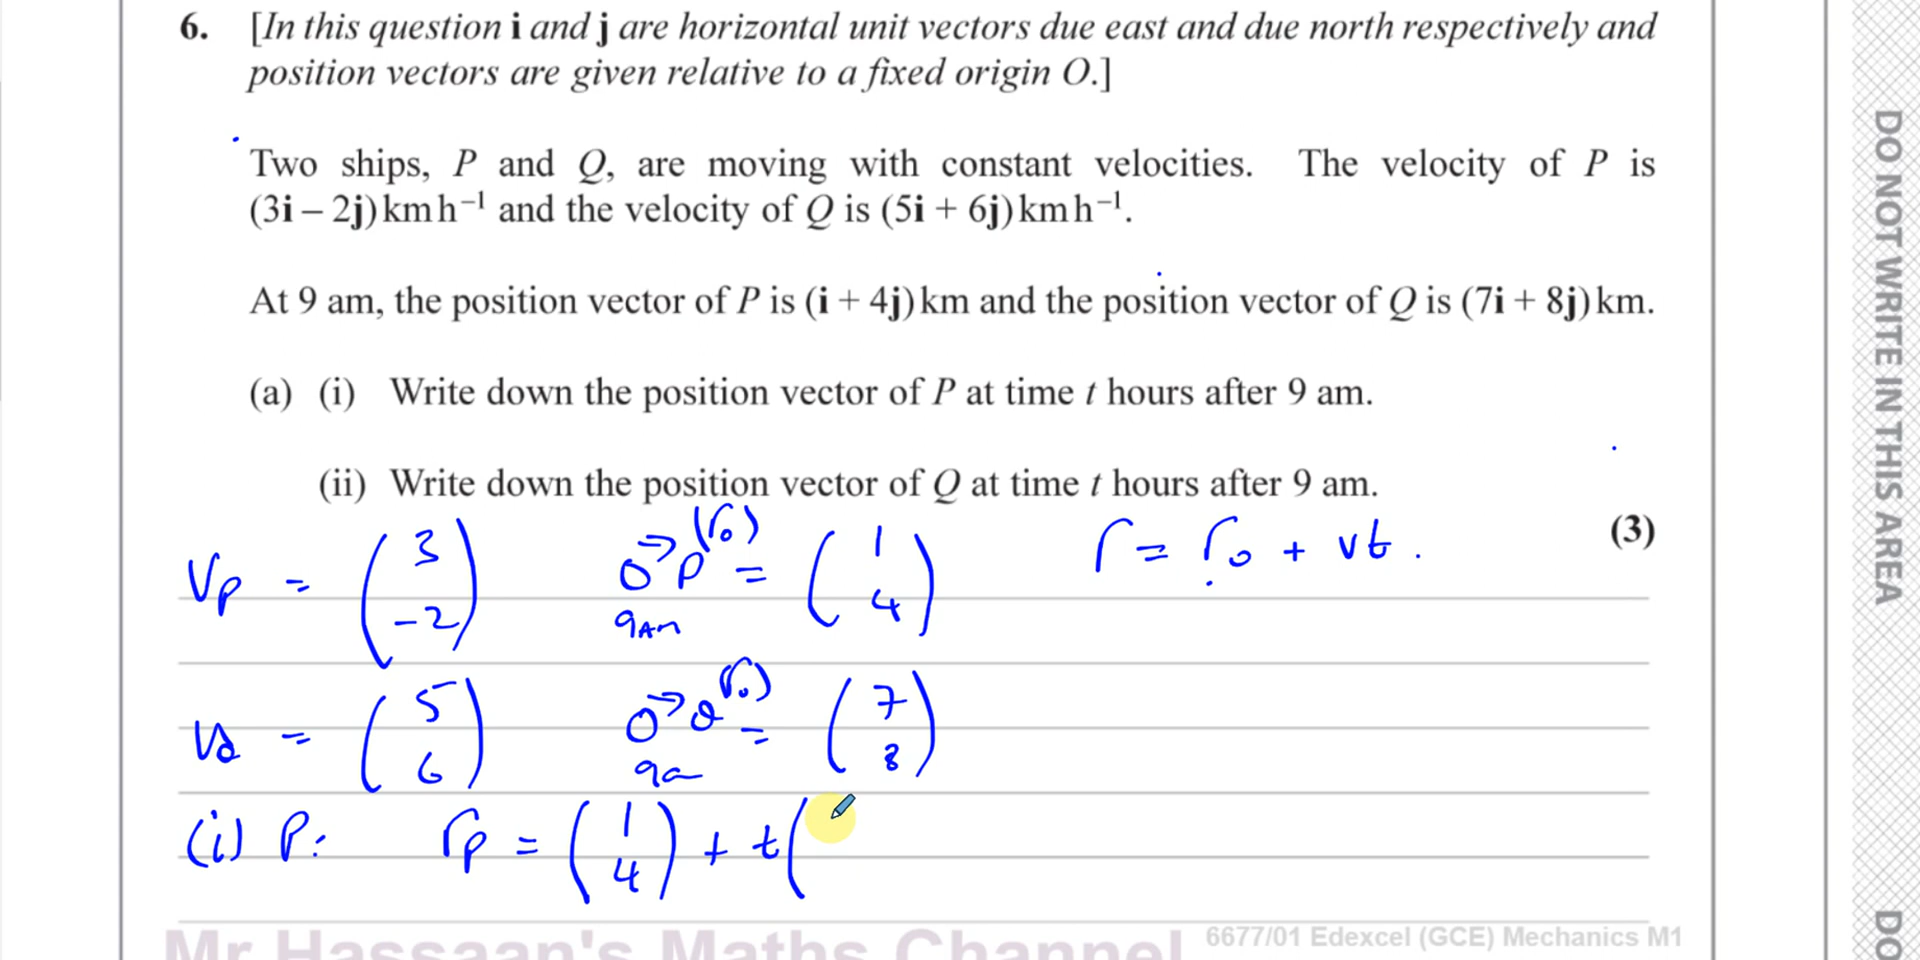 6. [In this question i and j are horizontal unit vectors due east and due north respectively and
position vectors are given relative to a fixed origin O.]
Two ships, P and Q, are moving with constant velocities. The velocity of P is
(3i – 2j) km h⁻¹ and the velocity of Q is (5i + 6j) km h⁻¹.
At 9 am, the position vector of P is (i + 4j) km and the position vector of Q is (7i + 8j) km.
(a) (i) Write down the position vector of P at time t hours after 9 am.
(ii) Write down the position vector of Q at time t hours after 9 am.
(3)
Vp = (3 -2) OP (r₀) = (1 4) r = r₀ + vt.
9Am
VQ = (5 6) OQ (r₀) = (7 8)
9a
(i) P: rp = (1 4) + t(
Mr Hassaan's Maths Channel
6677/01 Edexcel (GCE) Mechanics M1
DO NOT WRITE IN THIS AREA
DO